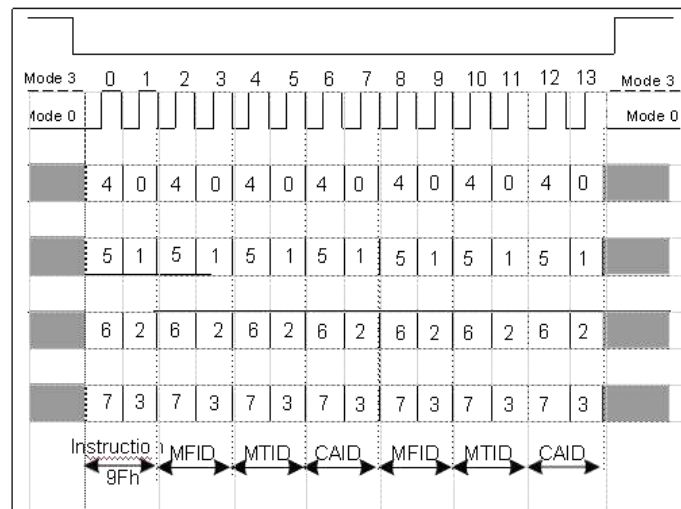 Mode 3 0 1 2 3 4 5 6 7 8 9 10 11 12 13 Mode 3
Mode 0 Mode 0
4 0 4 0 4 0 4 0 4 0 4 0 4 0
5 1 5 1 5 1 5 1 5 1 5 1 5 1
6 2 6 2 6 2 6 2 6 2 6 2 6 2
7 3 7 3 7 3 7 3 7 3 7 3 7 3
Instruction MFID MTID CAID MFID MTID CAID
9Fh